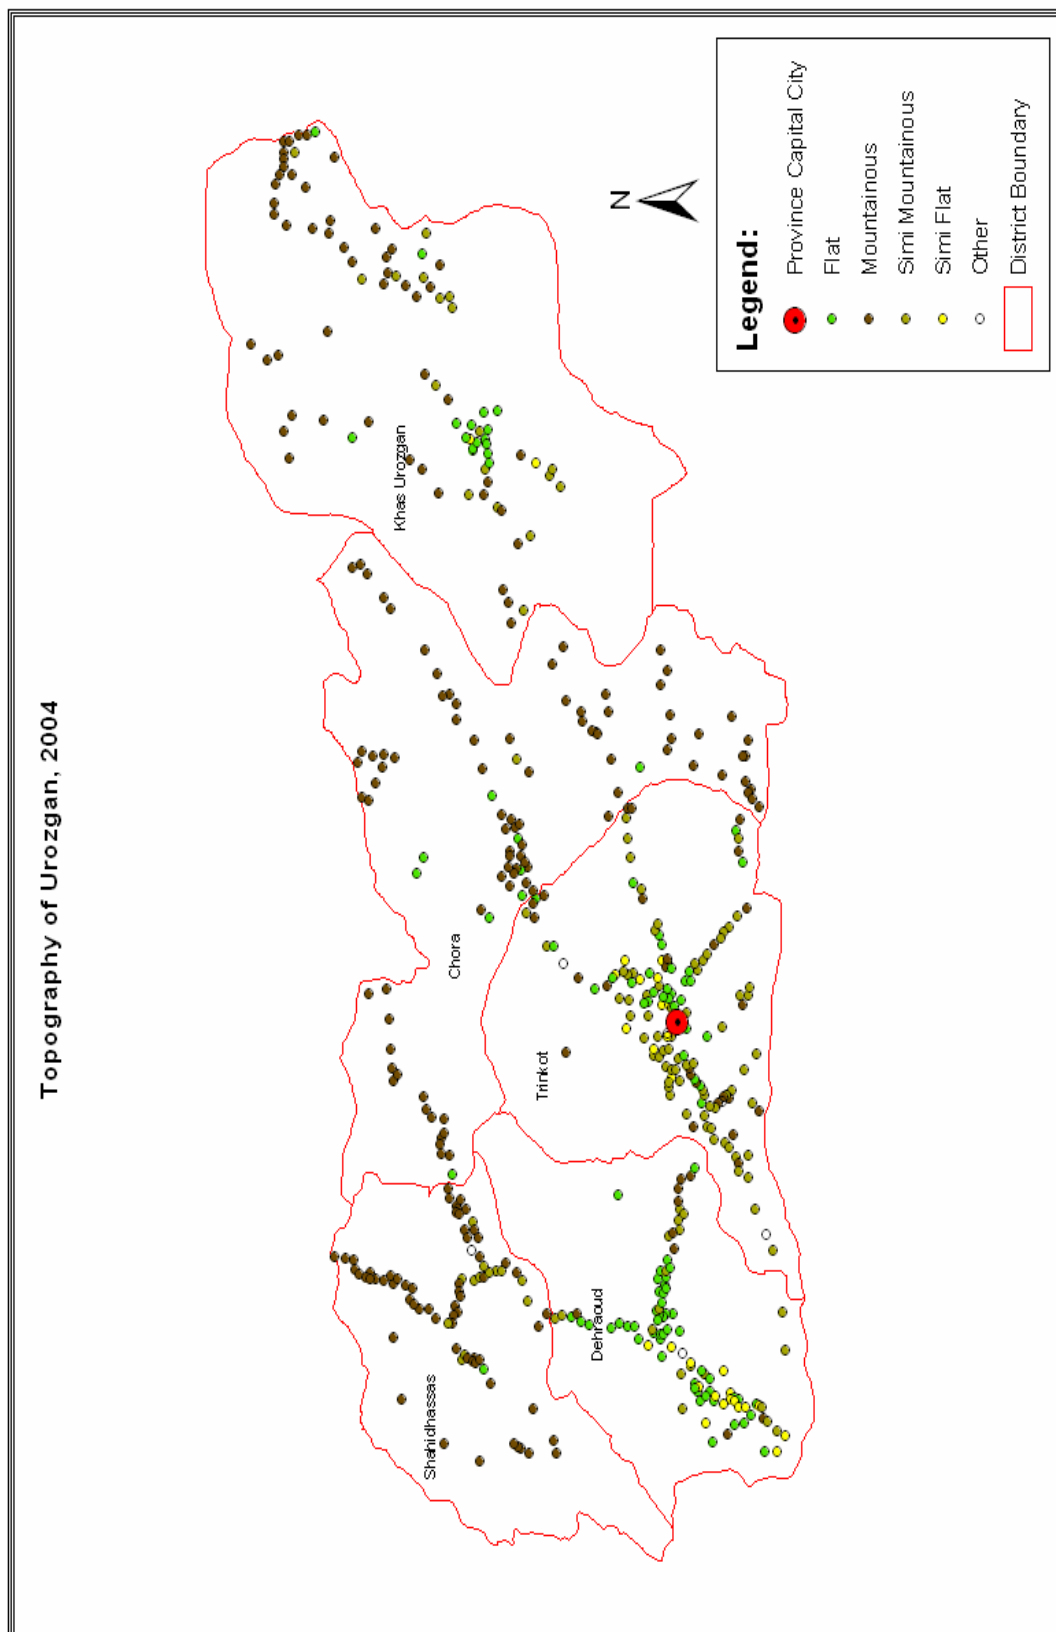 Topography of Urozgan, 2004
Khas Urozgan
Chora
Trinkot
Shahidhassas
Dehraoud
N
Legend:
Province Capital City
Flat
Mountainous
Simi Mountainous
Simi Flat
Other
District Boundary